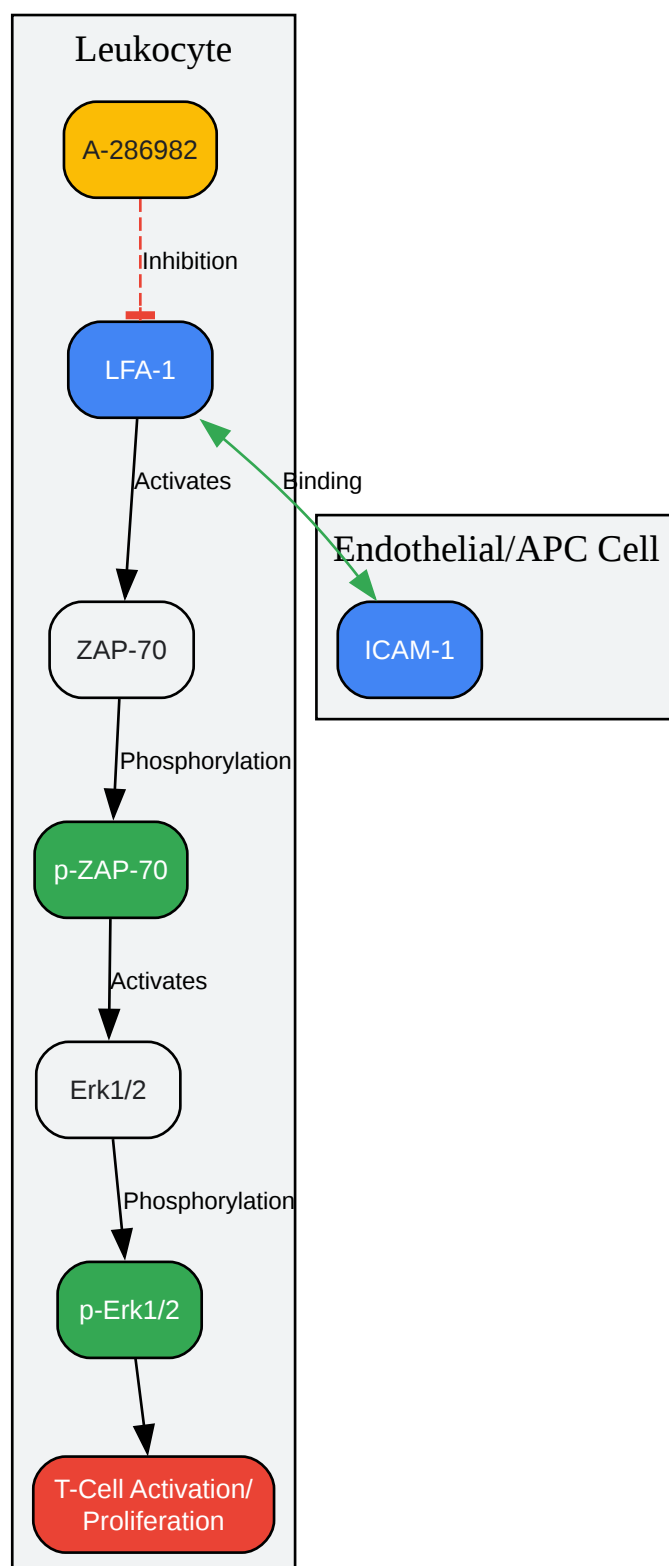 Leukocyte
A-286982
Inhibition
LFA-1
Activates
Binding
Endothelial/APC Cell
ZAP-70
ICAM-1
Phosphorylation
p-ZAP-70
Activates
Erk1/2
Phosphorylation
p-Erk1/2
T-Cell Activation/
Proliferation